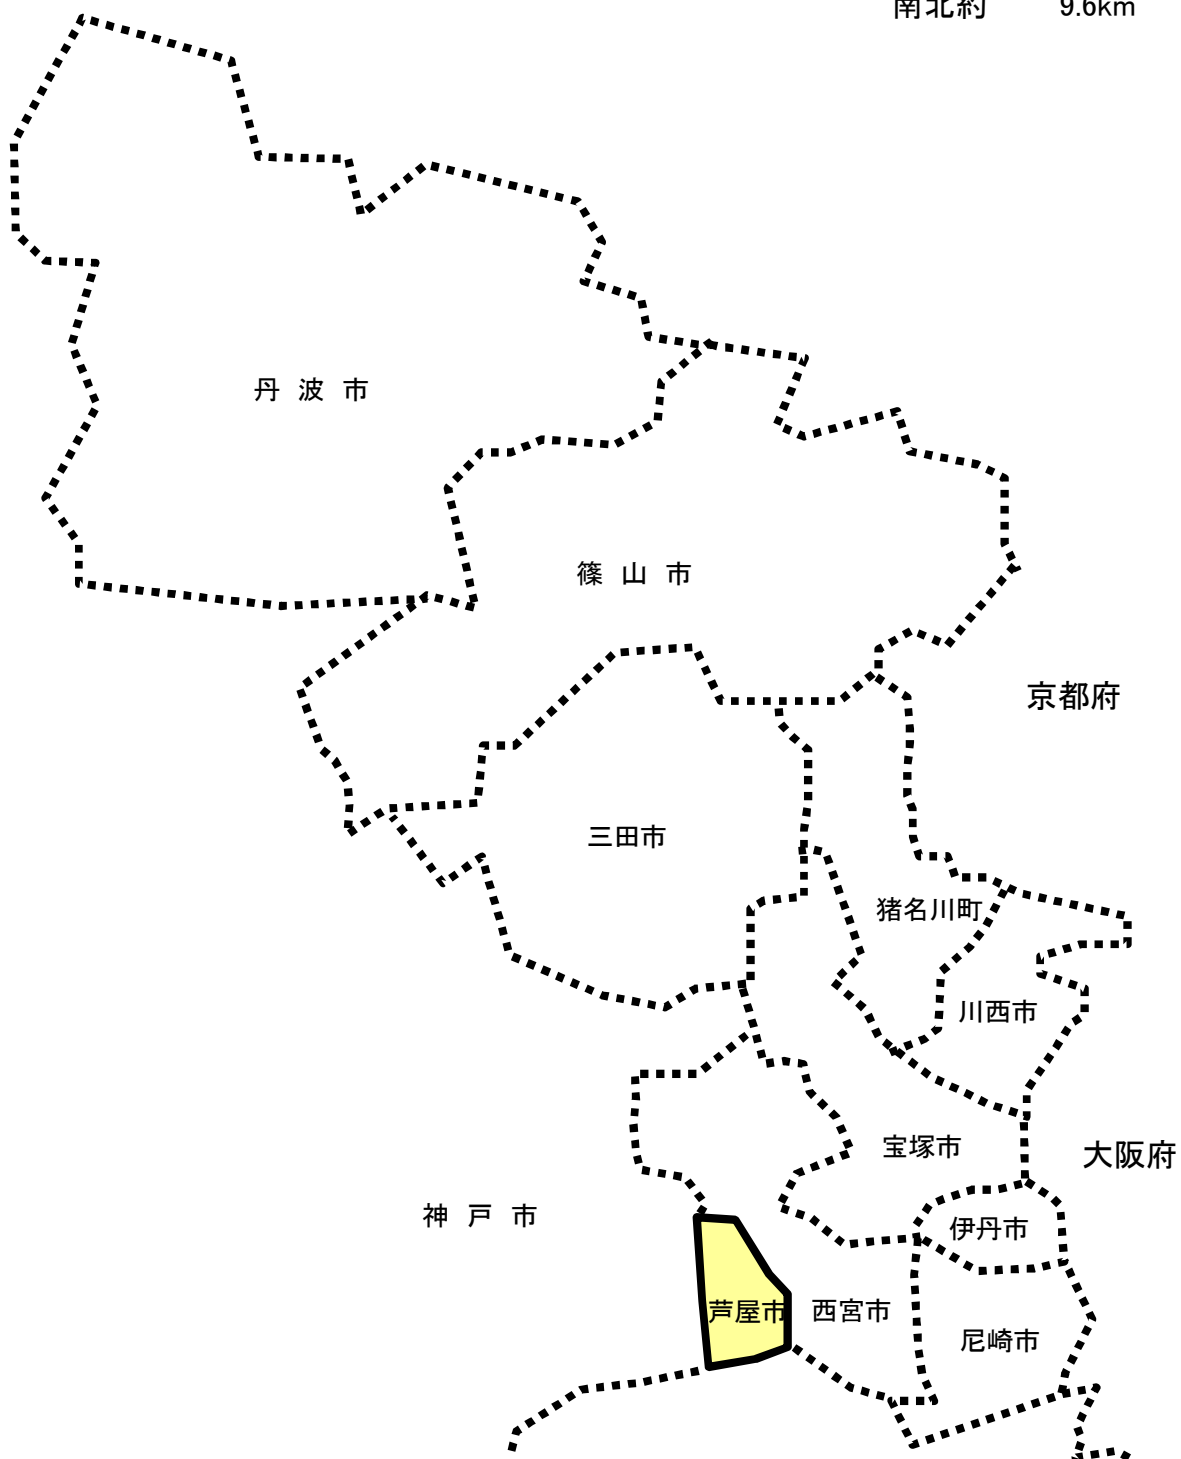 南北約 9.6km
丹波市
篠山市
京都府
三田市
猪名川町
川西市
宝塚市
大阪府
神戸市
伊丹市
芦屋市 西宮市
尼崎市